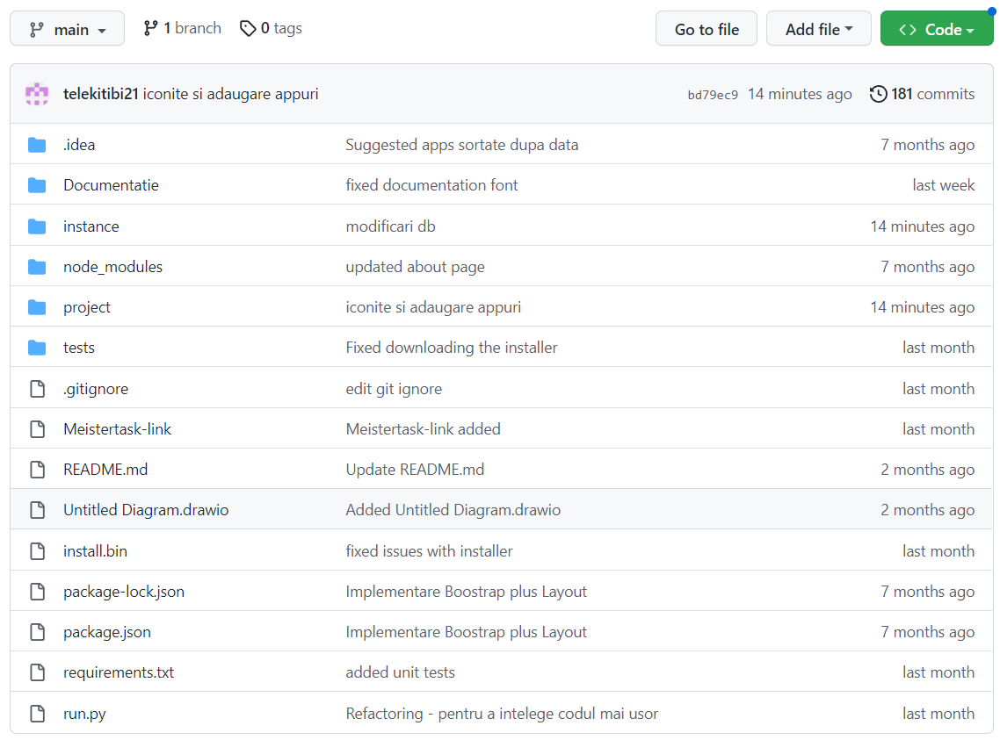 main 1 branch 0 tags Go to file Add file <> Code
telekitibi21 iconite si adaugare appuri bd79ec9 14 minutes ago 181 commits
.idea Suggested apps sortate dupa data 7 months ago
Documentatie fixed documentation font last week
instance modificari db 14 minutes ago
node_modules updated about page 7 months ago
project iconite si adaugare appuri 14 minutes ago
tests Fixed downloading the installer last month
.gitignore edit git ignore last month
Meistertask-link Meistertask-link added last month
README.md Update README.md 2 months ago
Untitled Diagram.drawio Added Untitled Diagram.drawio 2 months ago
install.bin fixed issues with installer last month
package-lock.json Implementare Boostrap plus Layout 7 months ago
package.json Implementare Boostrap plus Layout 7 months ago
requirements.txt added unit tests last month
run.py Refactoring - pentru a intelege codul mai usor last month